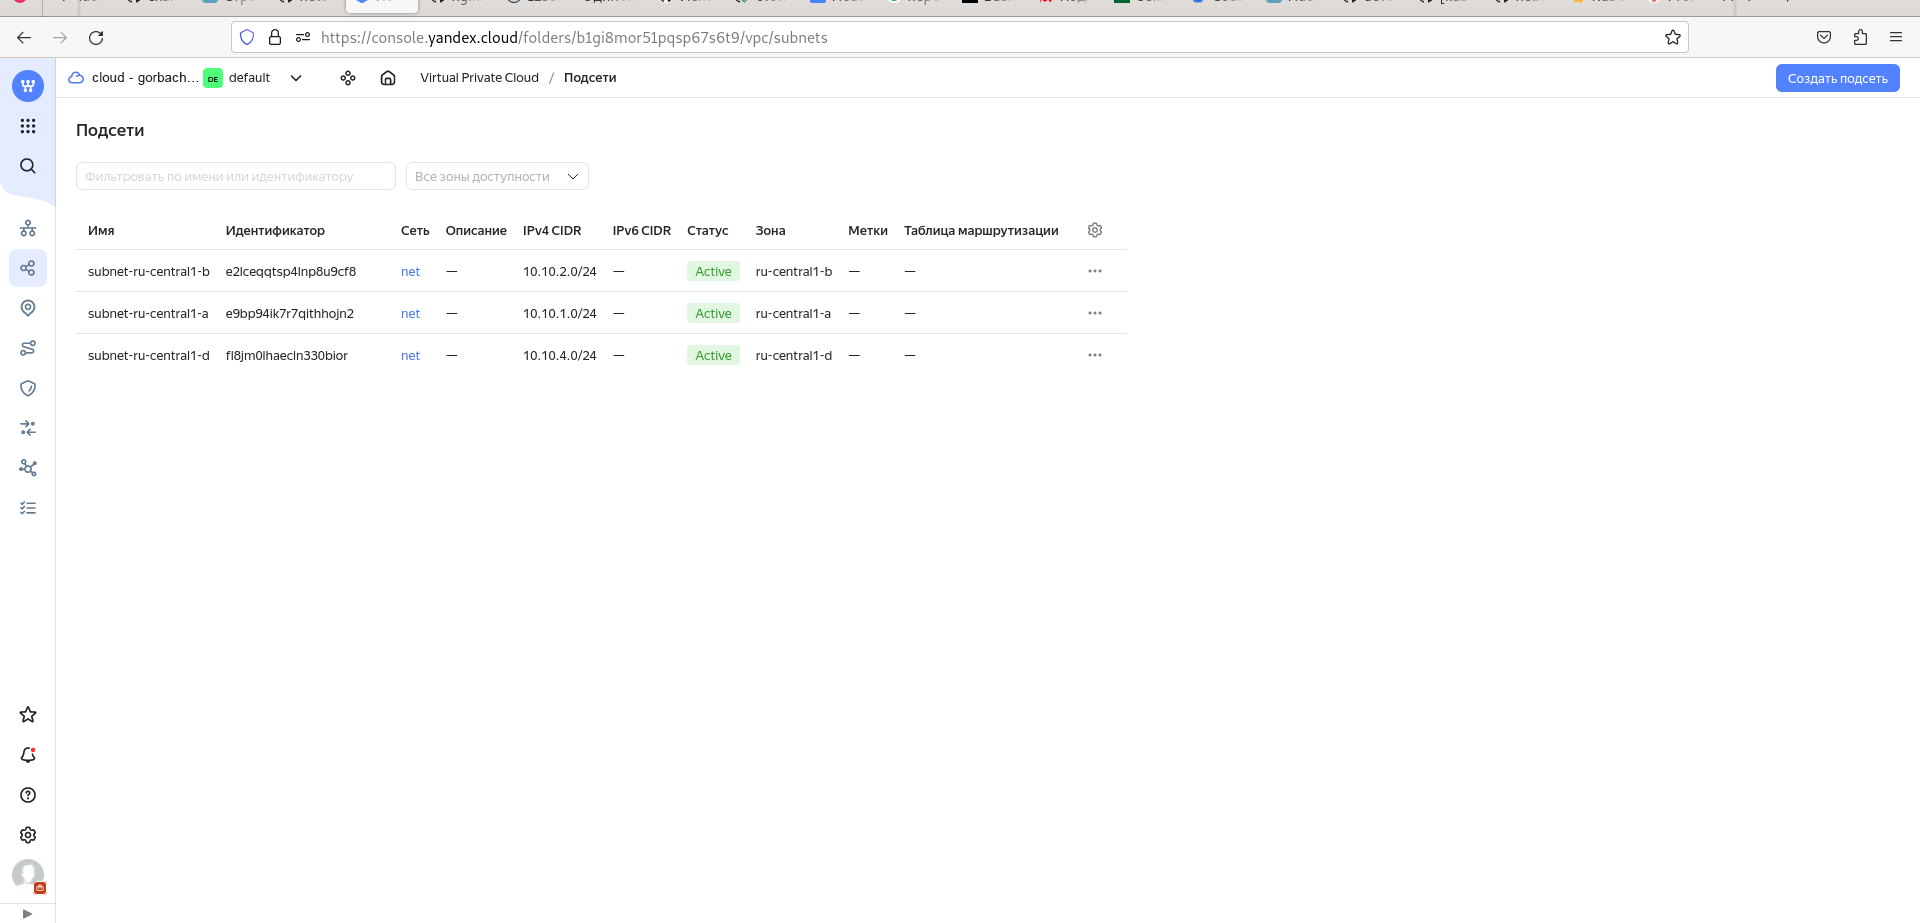 https://console.yandex.cloud/folders/b1gi8mor51pqsp67s6t9/vpc/subnets
cloud - gorbach... DE default Virtual Private Cloud / Подсети Создать подсеть
Подсети
Фильтровать по имени или идентификатору Все зоны доступности
Имя Идентификатор Сеть Описание IPv4 CIDR IPv6 CIDR Статус Зона Метки Таблица маршрутизации
subnet-ru-central1-b e2lceqqtsp4lnp8u9cf8 net — 10.10.2.0/24 — Active ru-central1-b — —
subnet-ru-central1-a e9bp94ik7r7qithhojn2 net — 10.10.1.0/24 — Active ru-central1-a — —
subnet-ru-central1-d fl8jm0lhaecln330bior net — 10.10.4.0/24 — Active ru-central1-d — —